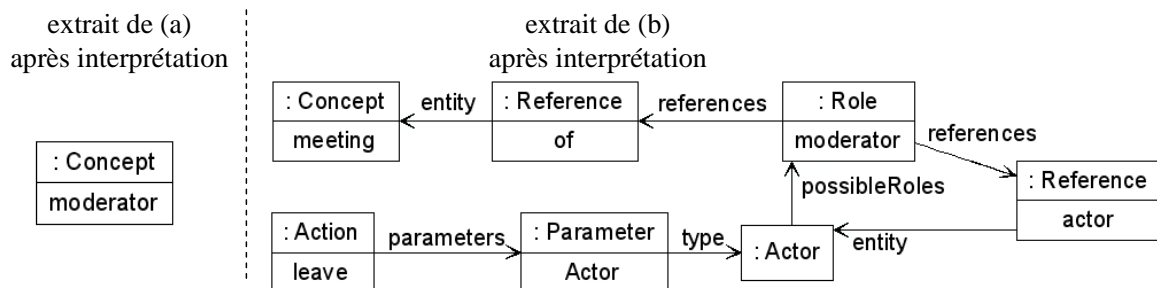 extrait de (a)
après interprétation
extrait de (b)
après interprétation
: Concept
moderator
: Concept
meeting
entity
: Reference
of
references
: Role
moderator
references
: Reference
actor
possibleRoles
: Action
leave
parameters
: Parameter
Actor
type
: Actor
entity